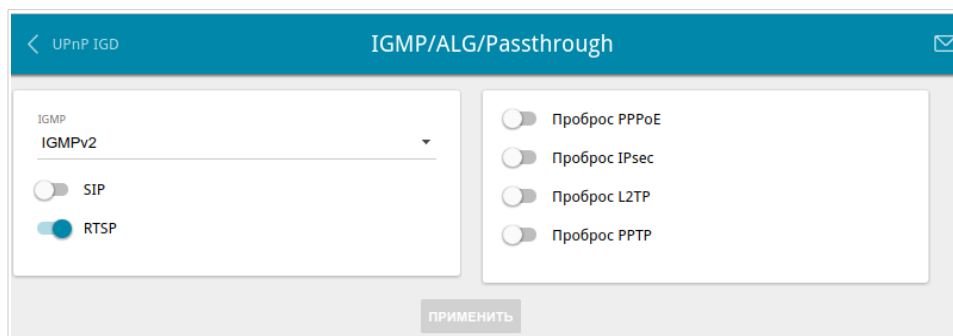 UPnP IGD
IGMP/ALG/Passthrough
IGMP
IGMPv2
SIP
RTSP
Проброс PPPoE
Проброс IPsec
Проброс L2TP
Проброс PPTP
ПРИМЕНИТЬ